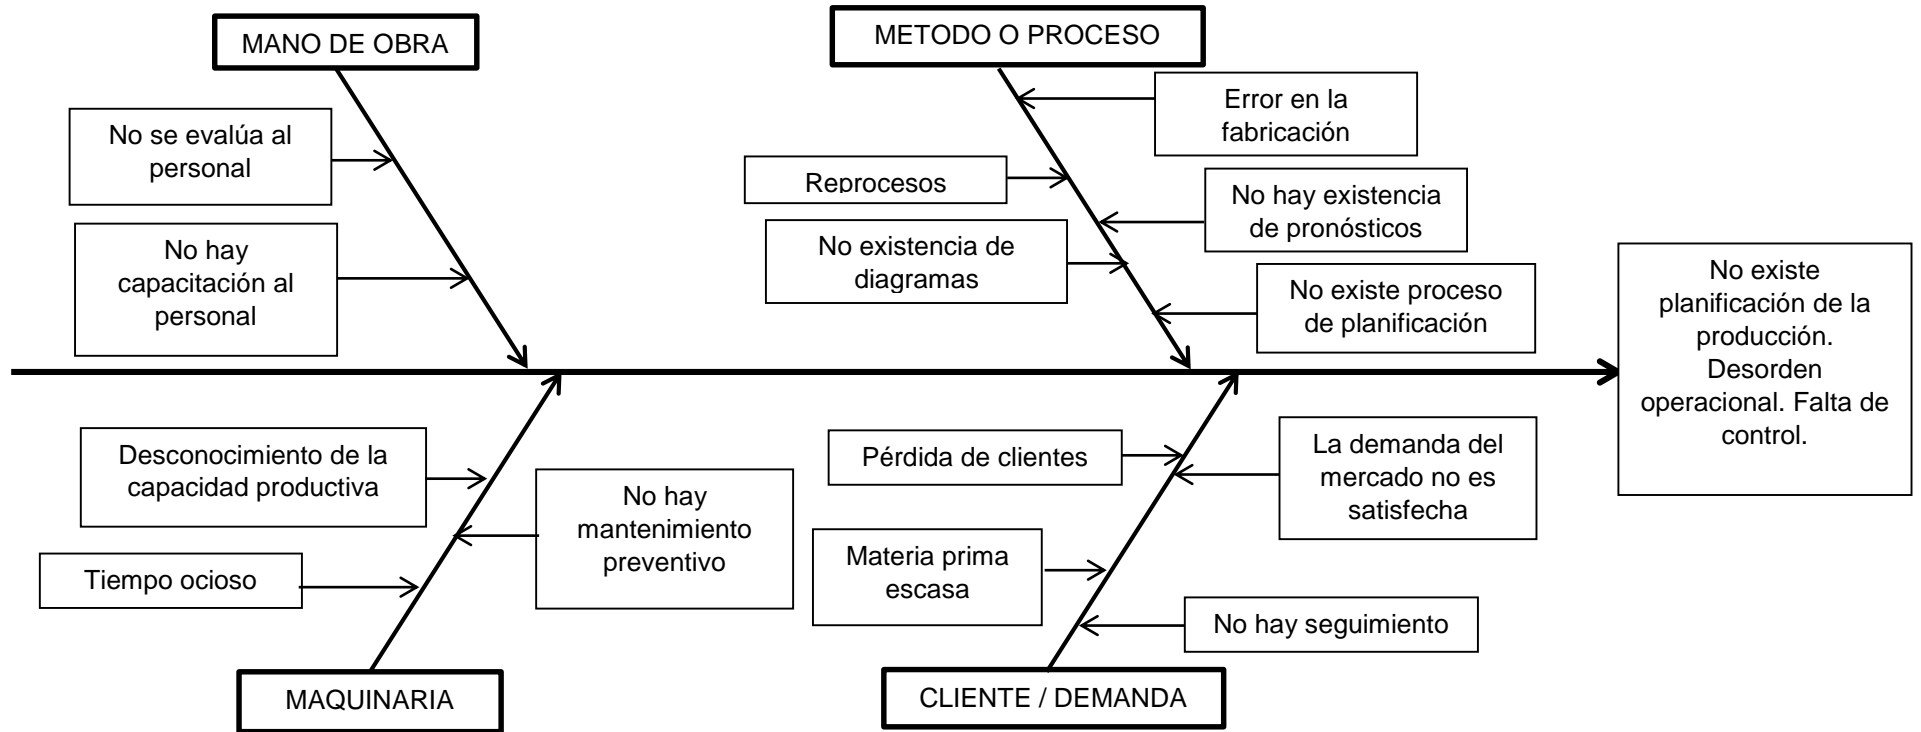 MANO DE OBRA
METODO O PROCESO
No se evalúa al
personal
No hay
capacitación al
personal
Error en la
fabricación
Reprocesos
No hay existencia
de pronósticos
No existencia de
diagramas
No existe proceso
de planificación
No existe
planificación de la
producción.
Desorden
operacional. Falta de
control.
Desconocimiento de la
capacidad productiva
No hay
mantenimiento
preventivo
Tiempo ocioso
Pérdida de clientes
La demanda del
mercado no es
satisfecha
Materia prima
escasa
No hay seguimiento
MAQUINARIA
CLIENTE / DEMANDA